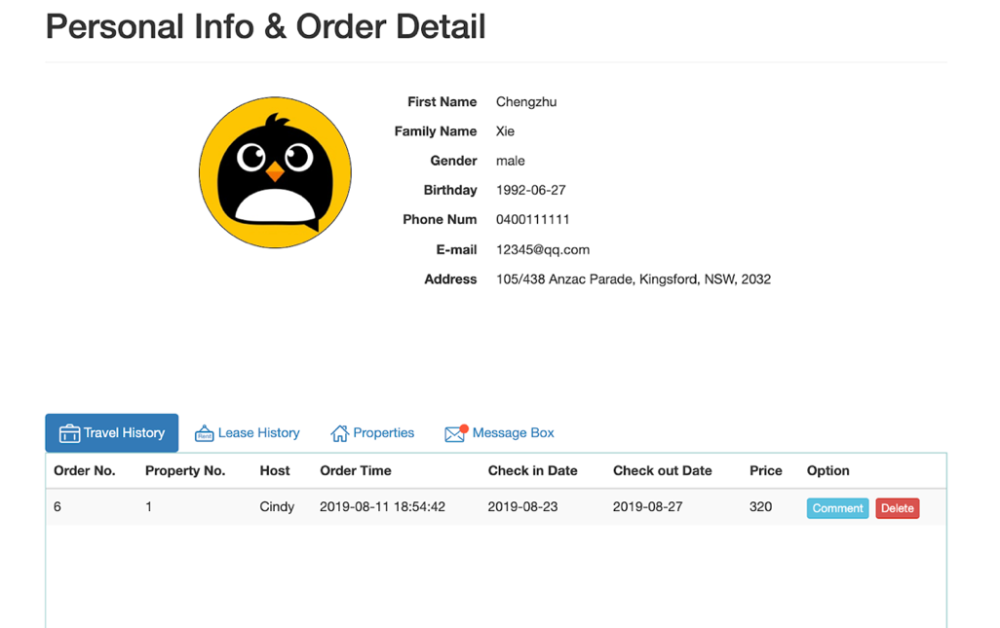 Personal Info & Order Detail
First Name Chengzhu
Family Name Xie
Gender male
Birthday 1992-06-27
Phone Num 0400111111
E-mail 12345@qq.com
Address 105/438 Anzac Parade, Kingsford, NSW, 2032
Travel History Rent Lease History Properties Message Box
Order No. Property No. Host Order Time Check in Date Check out Date Price Option
6 1 Cindy 2019-08-11 18:54:42 2019-08-23 2019-08-27 320 Comment Delete